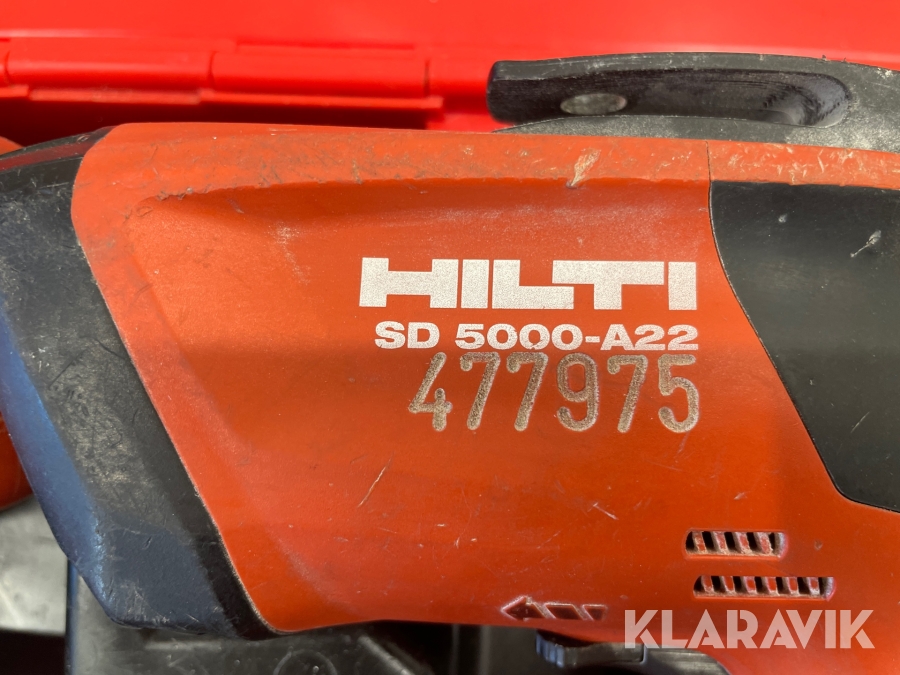 HILTI
SD 5000-A22
477975
KLARAVIK